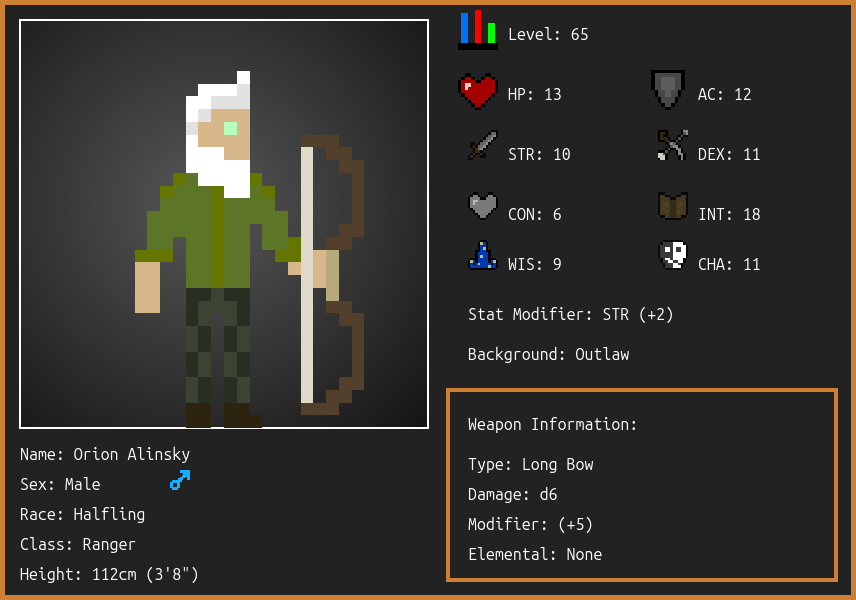 Level: 65
HP: 13
AC: 12
STR: 10
DEX: 11
CON: 6
INT: 18
WIS: 9
CHA: 11
Stat Modifier: STR (+2)
Background: Outlaw
Weapon Information:
Type: Long Bow
Damage: d6
Modifier: (+5)
Elemental: None
Name: Orion Alinsky
Sex: Male
Race: Halfling
Class: Ranger
Height: 112cm (3'8")